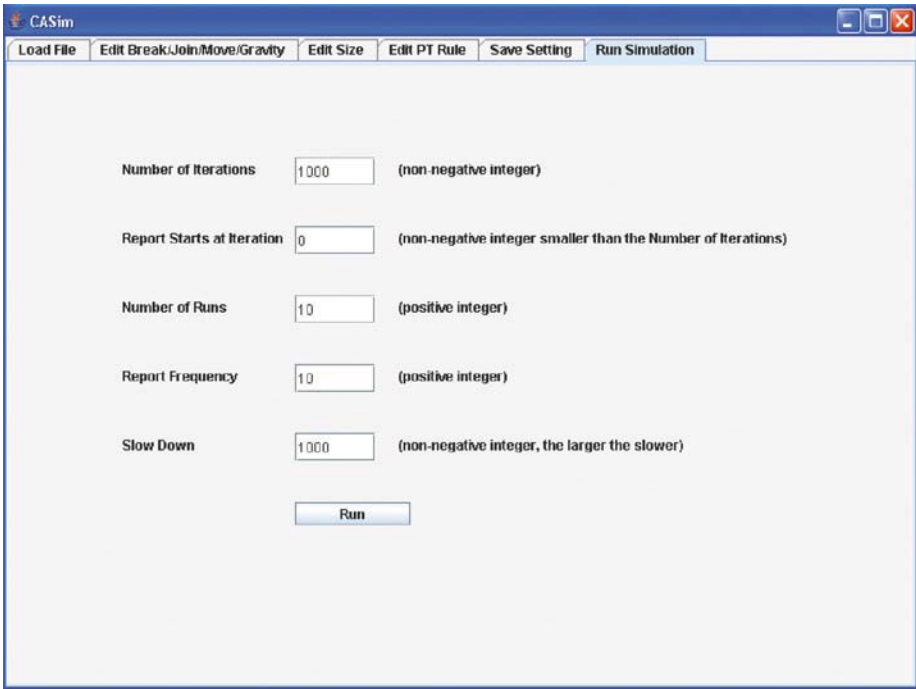 CASim
Load File Edit Break/Join/Move/Gravity Edit Size Edit PT Rule Save Setting Run Simulation
Number of Iterations 1000 (non-negative integer)
Report Starts at Iteration 0 (non-negative integer smaller than the Number of Iterations)
Number of Runs 10 (positive integer)
Report Frequency 10 (positive integer)
Slow Down 1000 (non-negative integer, the larger the slower)
Run